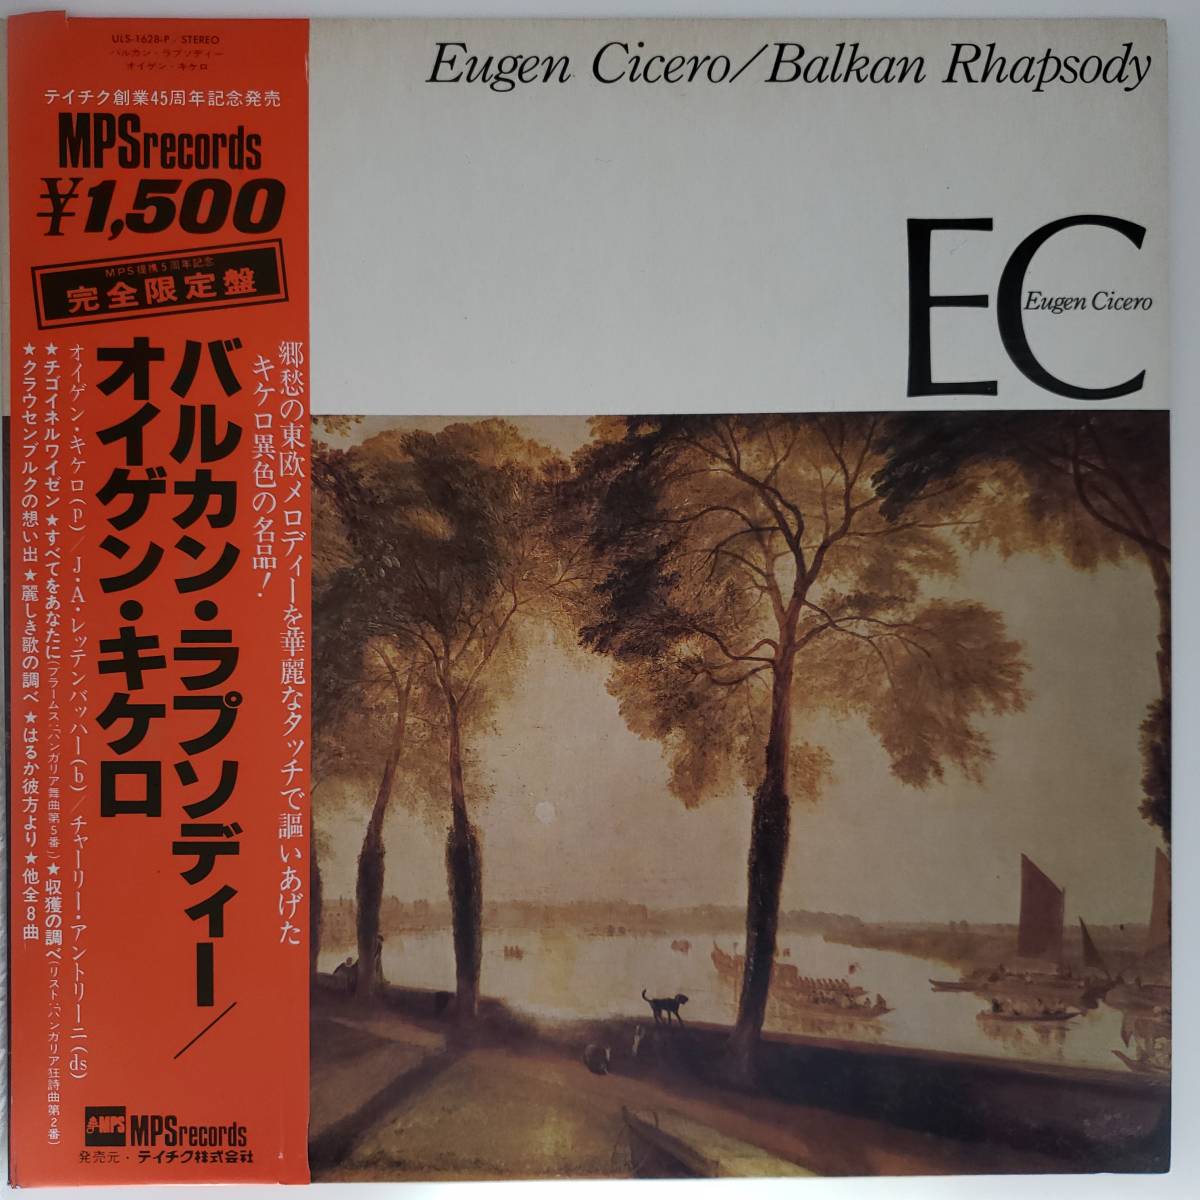 ULS-1628-P/STEREO
バルカン・ラプソディー
オイゲン・キケロ
テイチク創業45周年記念発売
MPSrecords
¥1,500
MPS提携5周年記念
完全限定盤
郷愁の東欧メロディーを華麗なタッチで謳いあげた
キケロ異色の名品!
バルカン・ラプソディー/
オイゲン・キケロ
オイゲン・キケロ(p)/J・A・レッテンバッハー(b)/チャーリー・アントリーニ(ds)
★チゴイネルワイゼン★すべてをあなたに(ブラームス:ハンガリア舞曲第5番)★収獲の調べ(リスト:ハンガリア狂詩曲第2番)
★クラウセンブルクの想い出★麗しき歌の調べ★はるか彼方より★他全8曲
MPS
MPSrecords
発売元・テイチク株式会社
Eugen Cicero/Balkan Rhapsody
EC
Eugen Cicero